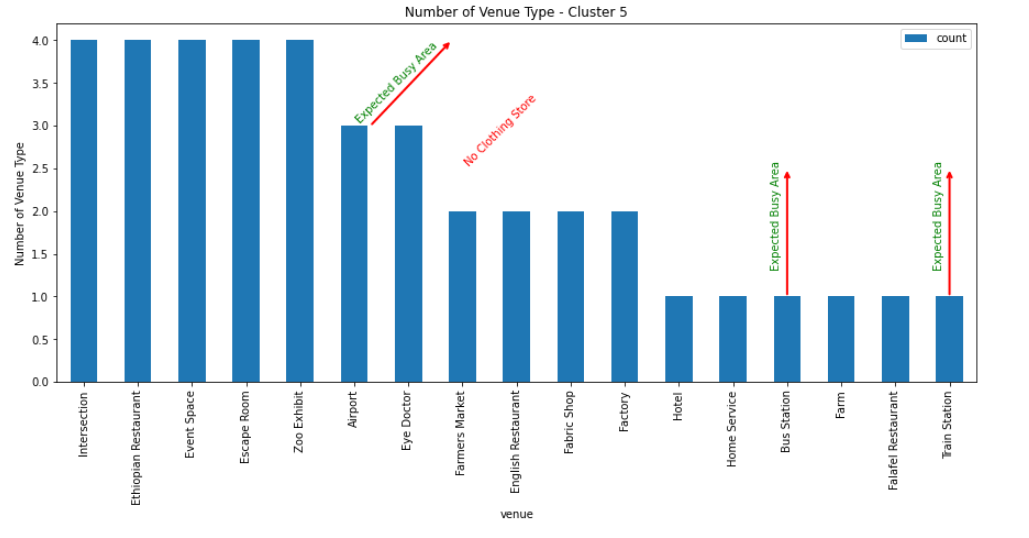 Number of Venue Type - Cluster 5
count
Number of Venue Type
4.0
3.5
3.0
2.5
2.0
1.5
1.0
0.5
0.0
Expected Busy Area
No Clothing Store
Expected Busy Area
Expected Busy Area
Intersection
Ethiopian Restaurant
Event Space
Escape Room
Zoo Exhibit
Airport
Eye Doctor
Farmers Market
English Restaurant
Fabric Shop
Factory
Hotel
Home Service
Bus Station
Farm
Falafel Restaurant
Train Station
venue